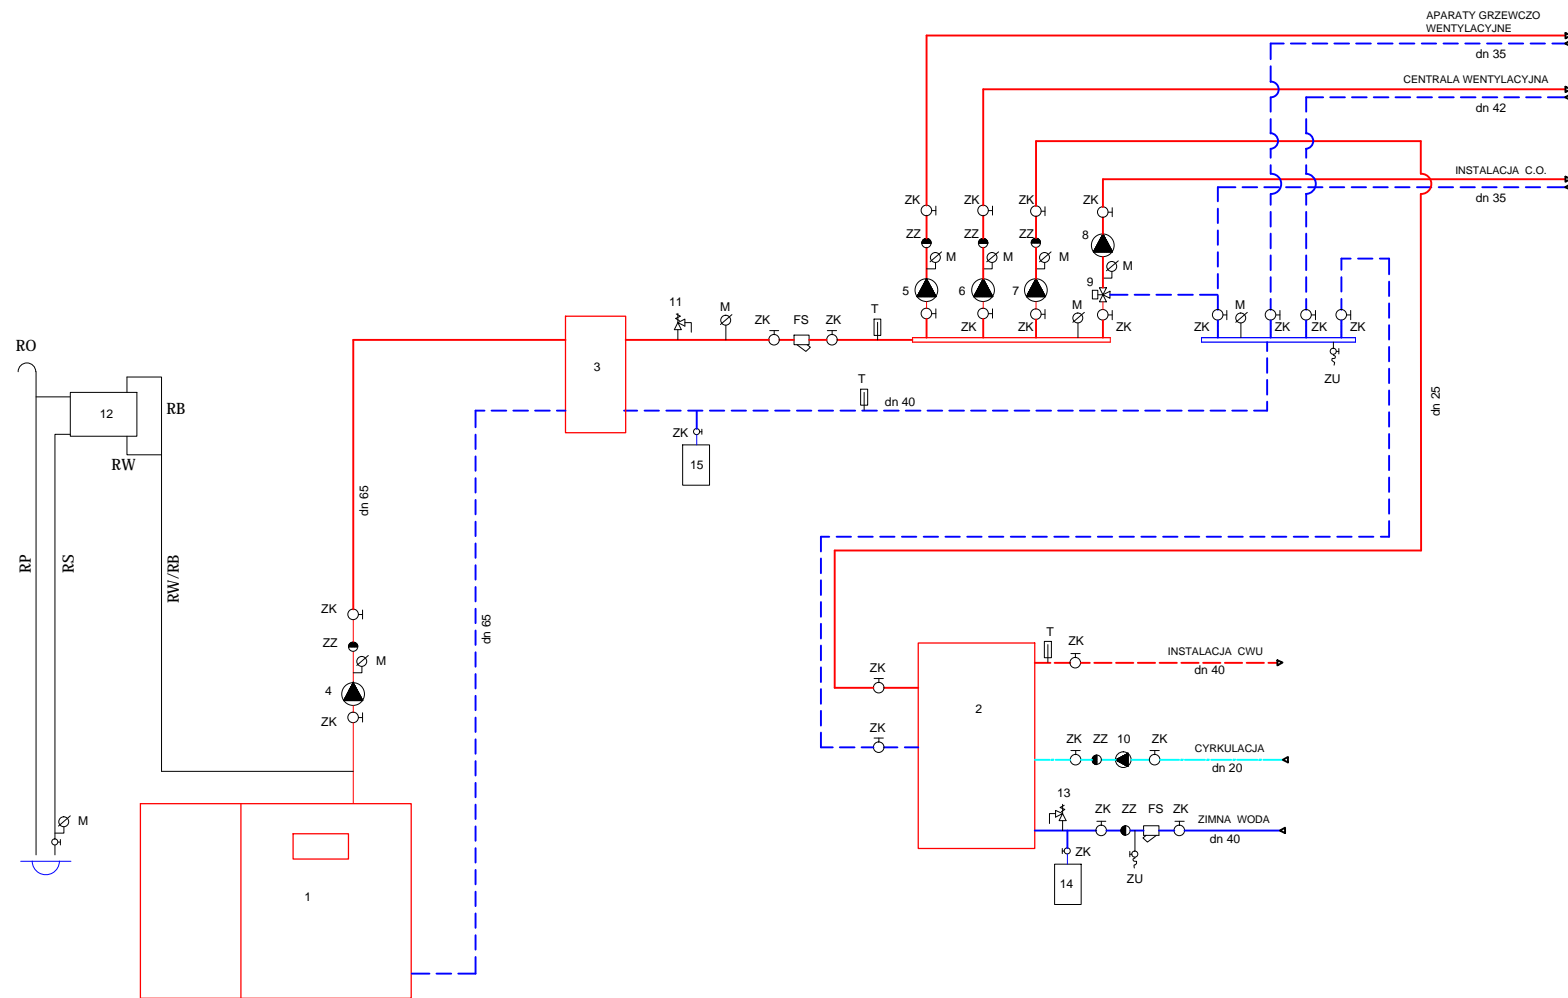 APARATY GRZEWCZO
WENTYLACYJNE
dn 35
CENTRALA WENTYLACYJNA
dn 42
INSTALACJA C.O.
dn 35
ZK
ZK
ZK
ZK
ZZ
ZZ
ZZ
8
M
M
M
M
5
6
7
9
11
M
ZK
FS
ZK
T
ZK
ZK
M
ZK
ZK
M
ZK
ZK
ZK
ZU
3
T
dn 40
ZK
15
dn 25
RO
12
RB
RW
RP
RS
RW/RB
dn 65
dn 65
ZK
ZZ
M
4
ZK
M
1
ZK
ZK
2
T
ZK
INSTALACJA CWU
dn 40
ZK
ZZ
10
ZK
CYRKULACJA
dn 20
13
ZK
ZZ
FS
ZK
ZIMNA WODA
dn 40
ZK
14
ZU